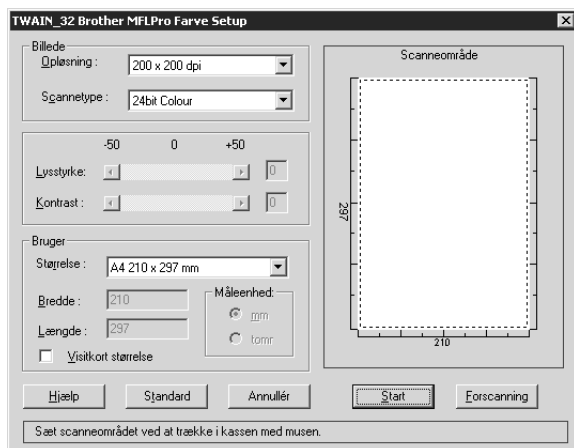 TWAIN_32 Brother MFLPro Farve Setup
Billede
Opløsning :
200 x 200 dpi
Scannetype :
24bit Colour
-50 0 +50
Lysstyrke:
0
Kontrast :
0
Bruger
Størrelse :
A4 210 x 297 mm
Bredde :
210
Længde :
297
Måleenhed:
mm
tomr
Visitkort størrelse
Scanneområde
297
210
Hjælp
Standard
Annullér
Start
Forscanning
Sæt scanneområdet ved at trække i kassen med musen.